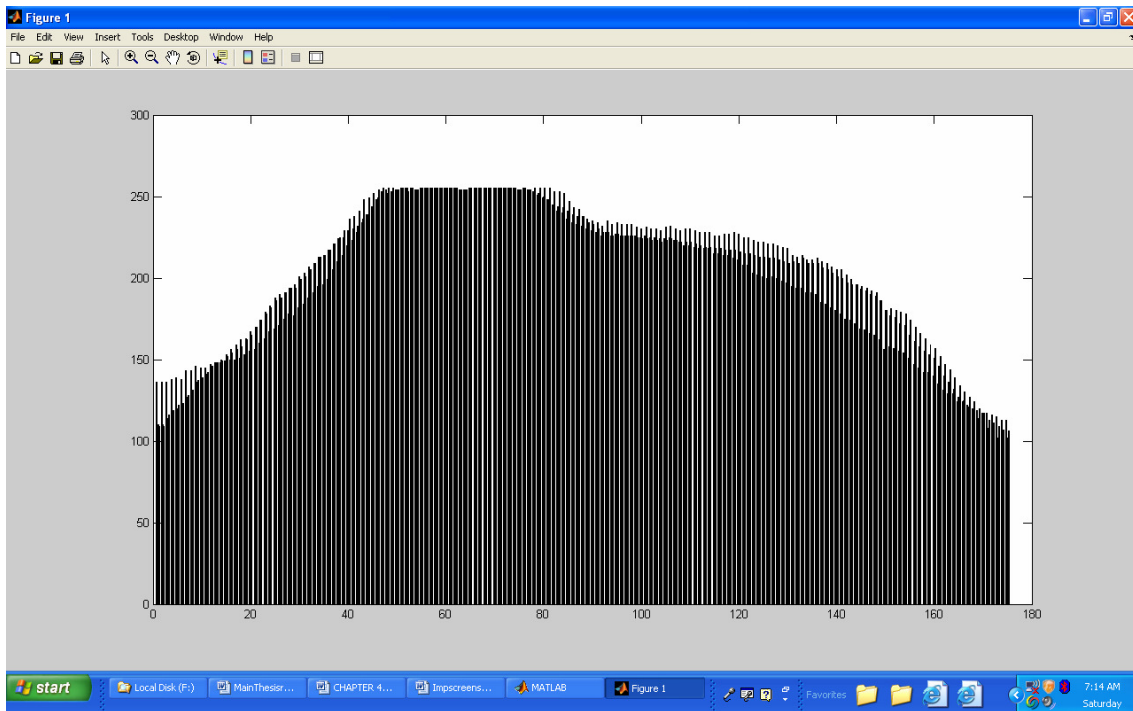 Figure 1
File Edit View Insert Tools Desktop Window Help
300
250
200
150
100
50
0
0 20 40 60 80 100 120 140 160 180
start Local Disk (F:) MainThesisr... CHAPTER 4... Impscreens... MATLAB Figure 1 Favorites 7:14 AM
Saturday